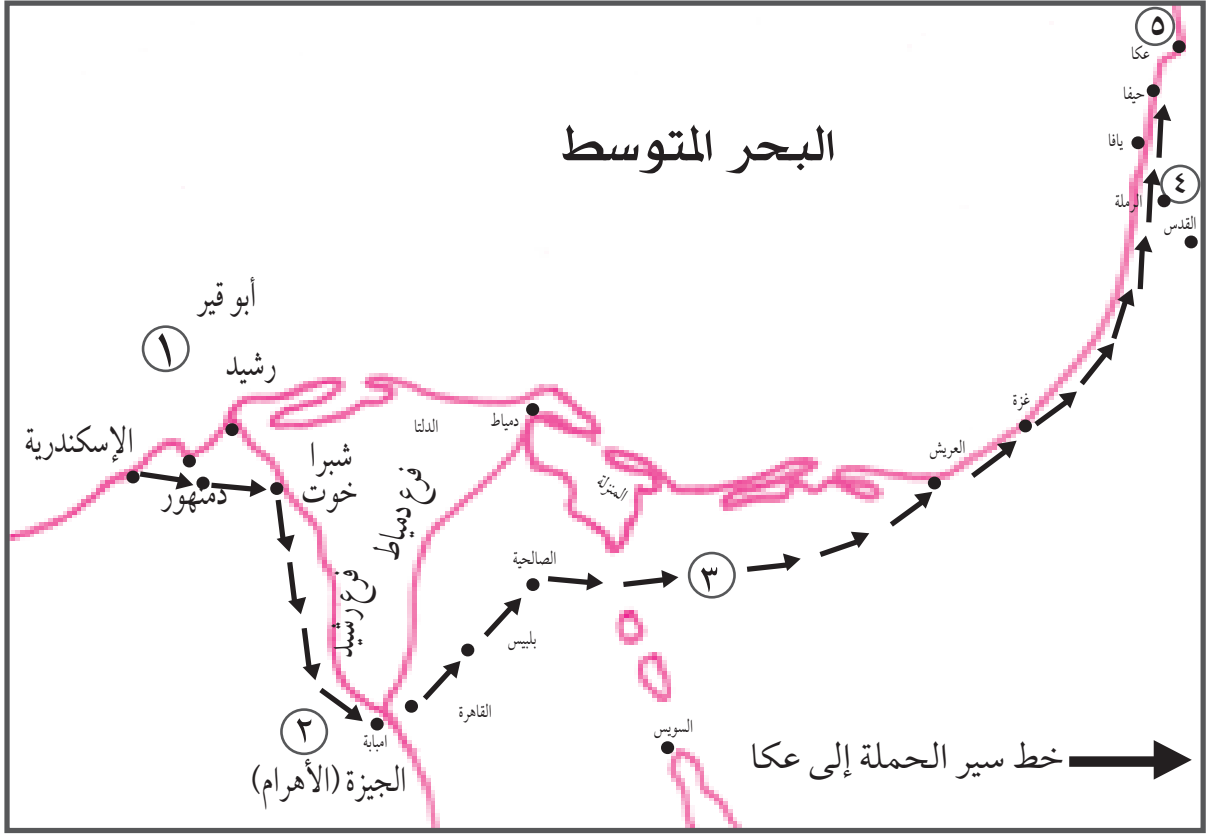 ٥
عكا
حيفا
يافا
البحر المتوسط
٤
الرملة
القدس
أبو قير
١
رشيد
غزة
دمياط
الدلتا
الإسكندرية
شبرا
خوت
العريش
دمنهور
المنزلة
فرع دمياط
الصالحية
٣
فرع رشيد
بلبيس
القاهرة
٢
امبابة
السويس
الجيزة (الأهرام)
خط سير الحملة إلى عكا